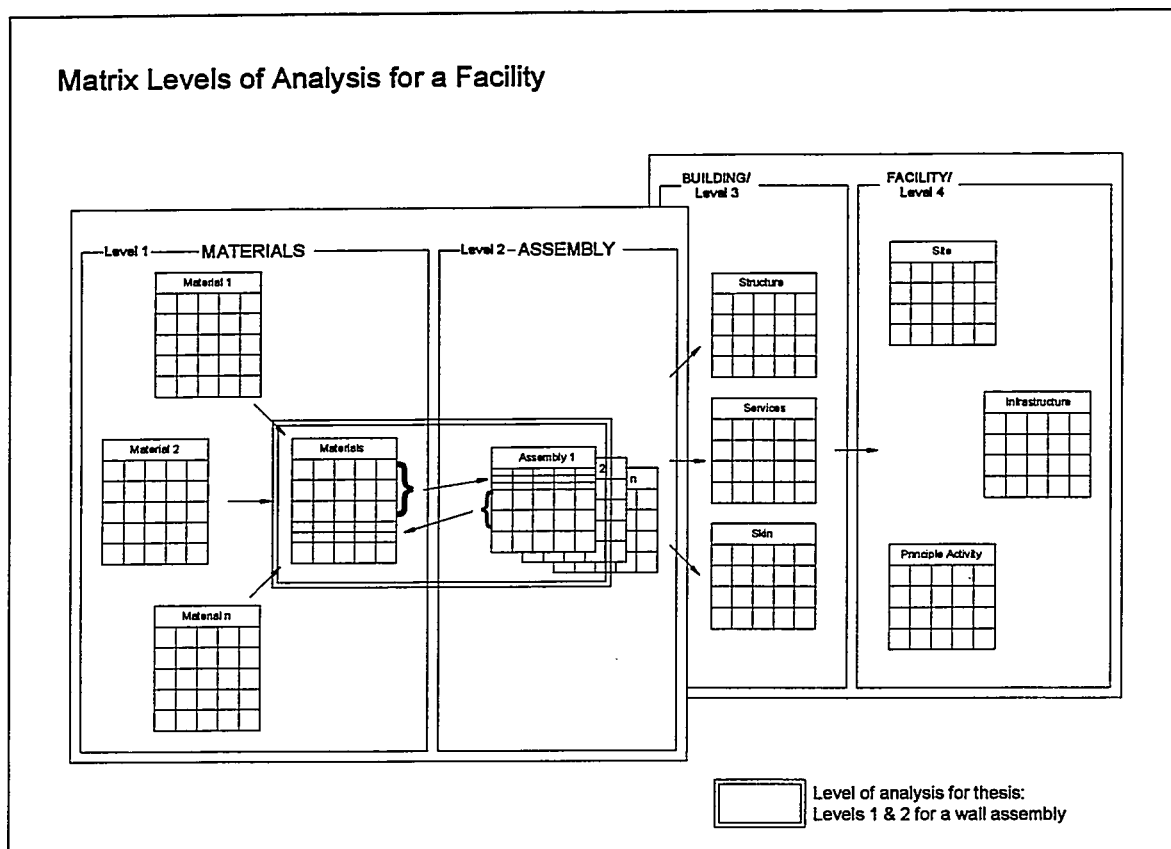 Matrix Levels of Analysis for a Facility
BUILDING/
Level 3
FACILITY/
Level 4
Level 1
MATERIALS
Level 2
ASSEMBLY
Material 1
Material 2
Material n
Materials
Assembly 1
2
n
Structure
Services
Skin
Site
Infrastructure
Principle Activity
Level of analysis for thesis:
Levels 1 & 2 for a wall assembly